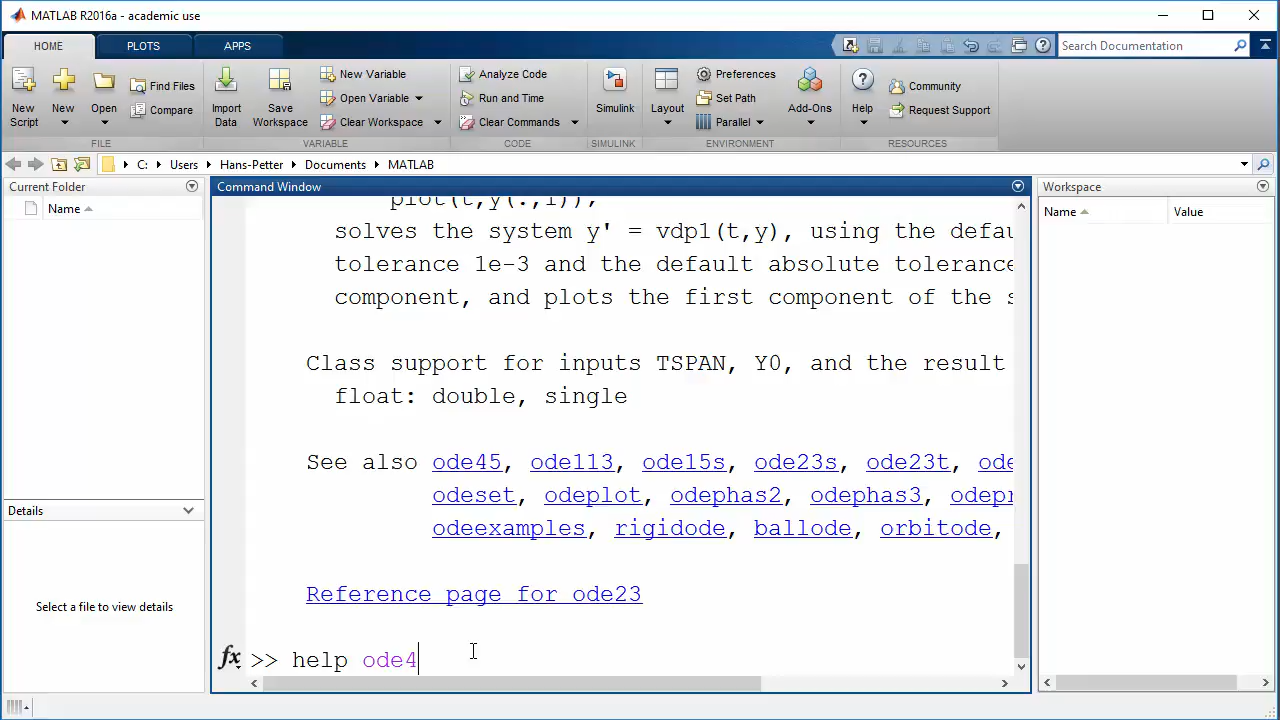 MATLAB R2016a - academic use
HOME PLOTS APPS
Search Documentation
New Script
New
Open
Find Files
Compare
FILE
Import Data
Save Workspace
New Variable
Open Variable
Clear Workspace
VARIABLE
Analyze Code
Run and Time
Clear Commands
CODE
Simulink
SIMULINK
Layout
Preferences
Set Path
Parallel
Add-Ons
ENVIRONMENT
Help
Community
Request Support
RESOURCES
C: Users Hans-Petter Documents MATLAB
Current Folder
Name
Details
Select a file to view details
Command Window
solves the system y' = vdp1(t,y), using the defau
tolerance 1e-3 and the default absolute tolerance
component, and plots the first component of the s
Class support for inputs TSPAN, Y0, and the result
float: double, single
See also ode45, ode113, ode15s, ode23s, ode23t, ode
odeset, odeplot, odephas2, odephas3, odepr
odeexamples, rigidode, ballode, orbitode,
Reference page for ode23
fx >> help ode4
Workspace
Name Value